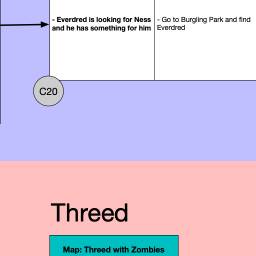 - Everdred is looking for Ness
and he has something for him
- Go to Burgling Park and find
Everdred
C20
Threed
Map: Threed with Zombies